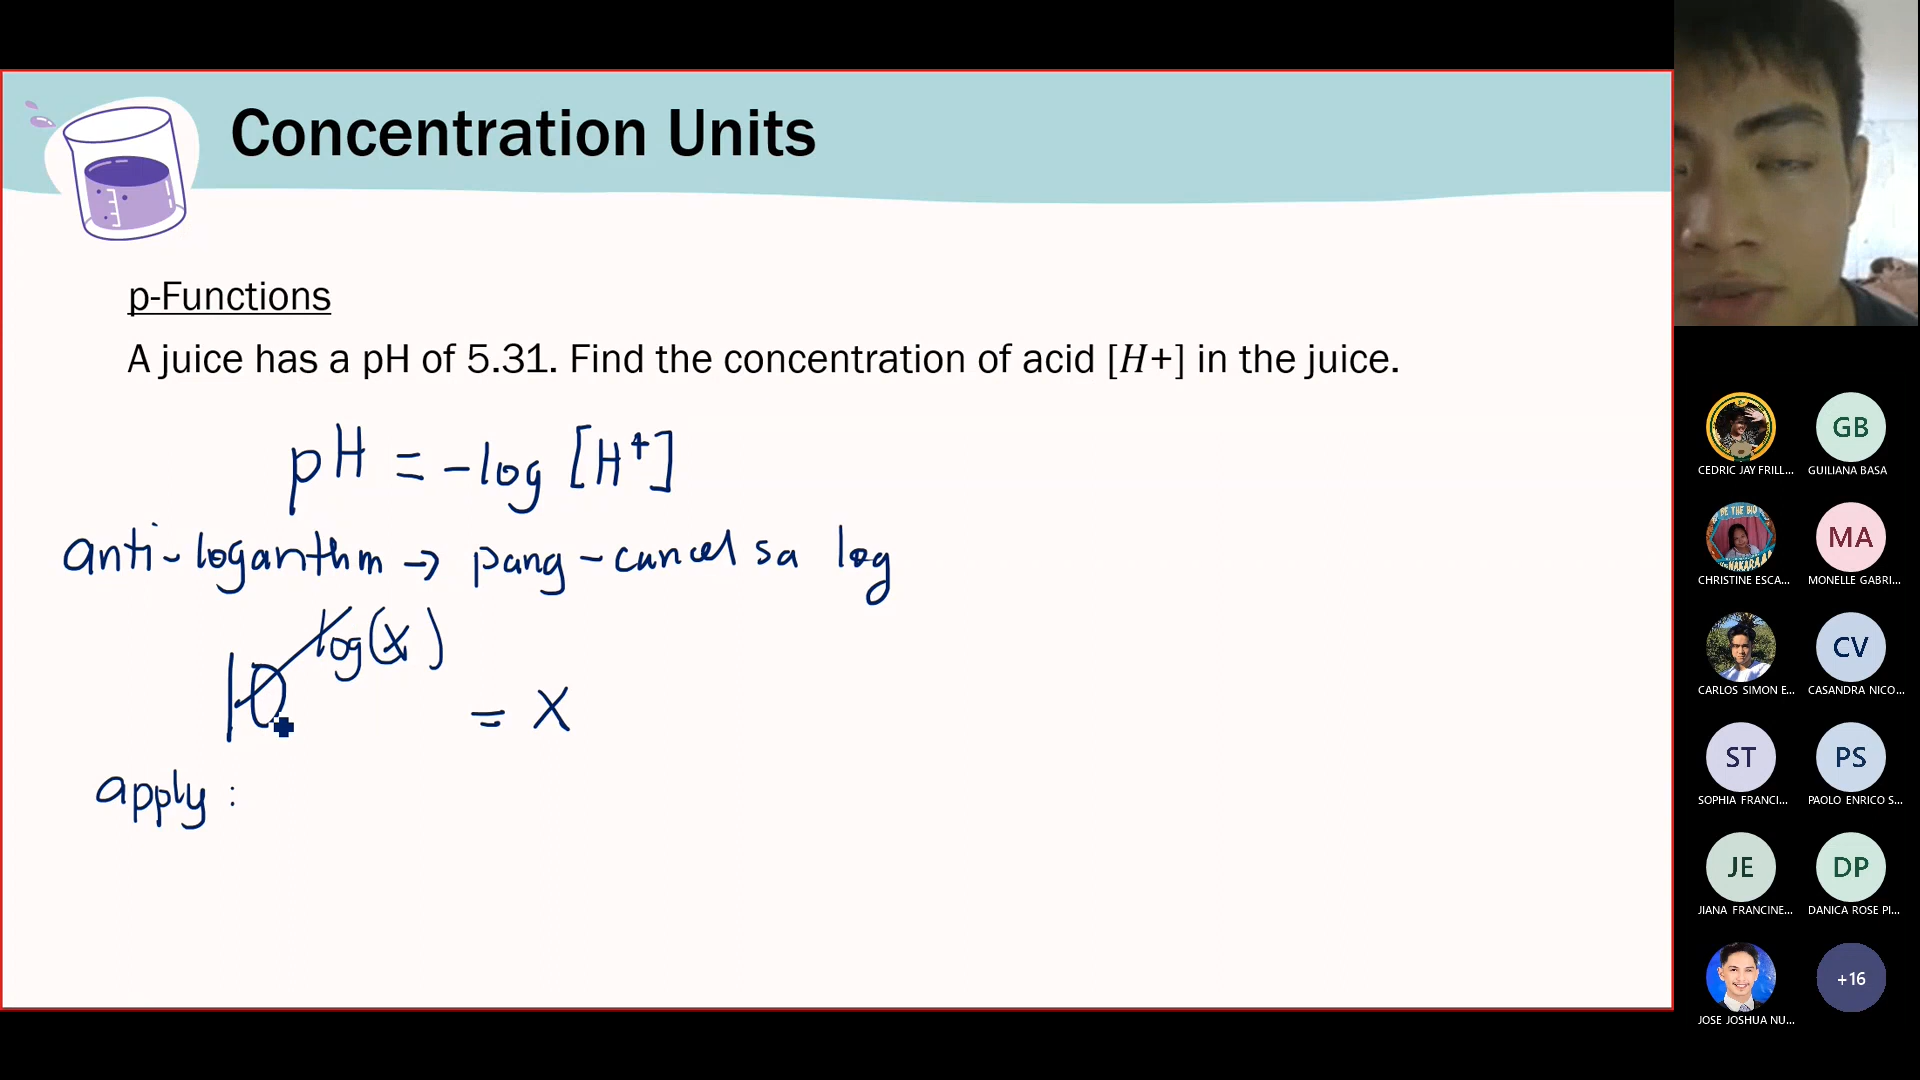 Concentration Units
p-Functions
A juice has a pH of 5.31. Find the concentration of acid [H+] in the juice.
pH = -log [H+]
anti-logarithm → pang-cancel sa log
10 log(x) = x
apply :
CEDRIC JAY FRILL...
GB
GUILIANA BASA
BE THE BIO
CHRISTINE ESCA...
MA
MONELLE GABRI...
CARLOS SIMON E...
CV
CASANDRA NICO...
ST
SOPHIA FRANCI...
PS
PAOLO ENRICO S...
JE
JIANA FRANCINE...
DP
DANICA ROSE PI...
JOSE JOSHUA NU...
+16